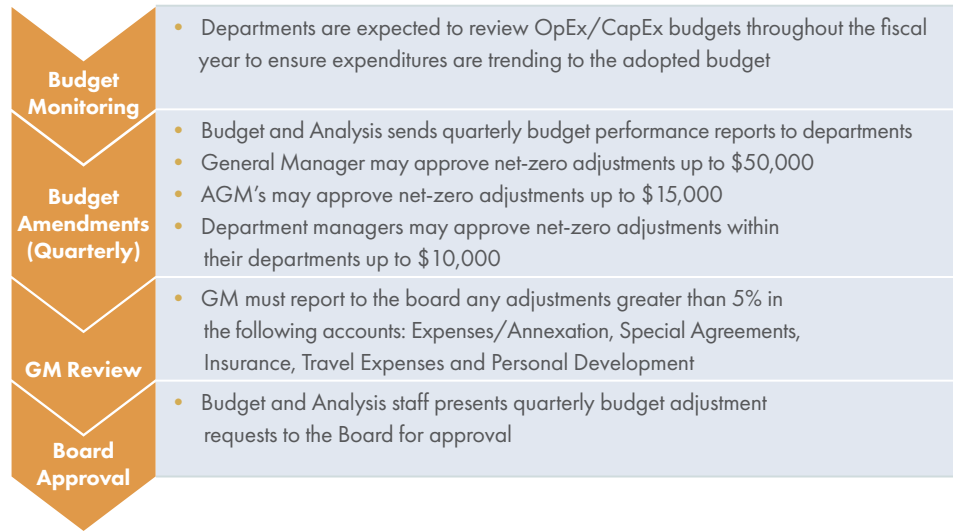 Budget
Monitoring
• Departments are expected to review OpEx/CapEx budgets throughout the fiscal
year to ensure expenditures are trending to the adopted budget
Budget
Amendments
(Quarterly)
• Budget and Analysis sends quarterly budget performance reports to departments
• General Manager may approve net-zero adjustments up to $50,000
• AGM's may approve net-zero adjustments up to $15,000
• Department managers may approve net-zero adjustments within
their departments up to $10,000
GM Review
• GM must report to the board any adjustments greater than 5% in
the following accounts: Expenses/Annexation, Special Agreements,
Insurance, Travel Expenses and Personal Development
Board
Approval
• Budget and Analysis staff presents quarterly budget adjustment
requests to the Board for approval